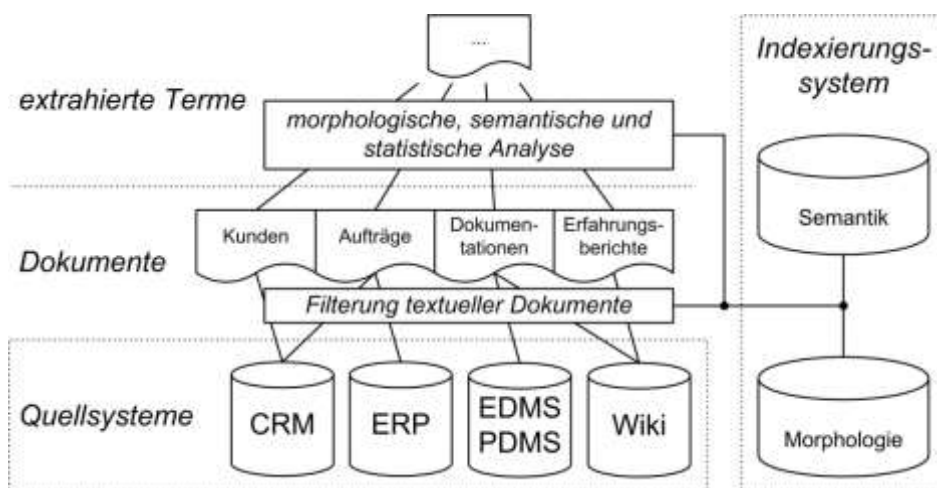 ....
Indexierungs-
system
extrahierte Terme
morphologische, semantische und
statistische Analyse
Semantik
Dokumente
Kunden
Aufträge
Dokumen-
tationen
Erfahrungs-
berichte
Filterung textueller Dokumente
Quellsysteme
CRM
ERP
EDMS
PDMS
Wiki
Morphologie